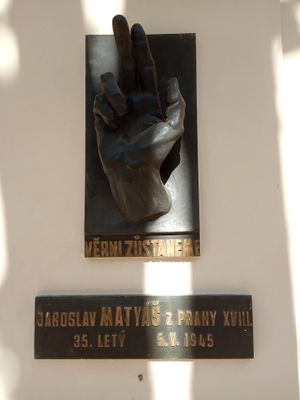 VĚRNI ZŮSTANEME
JAROSLAV MATYÁŠ Z PRAHY XVIII
35. LETÝ 5.V.1945